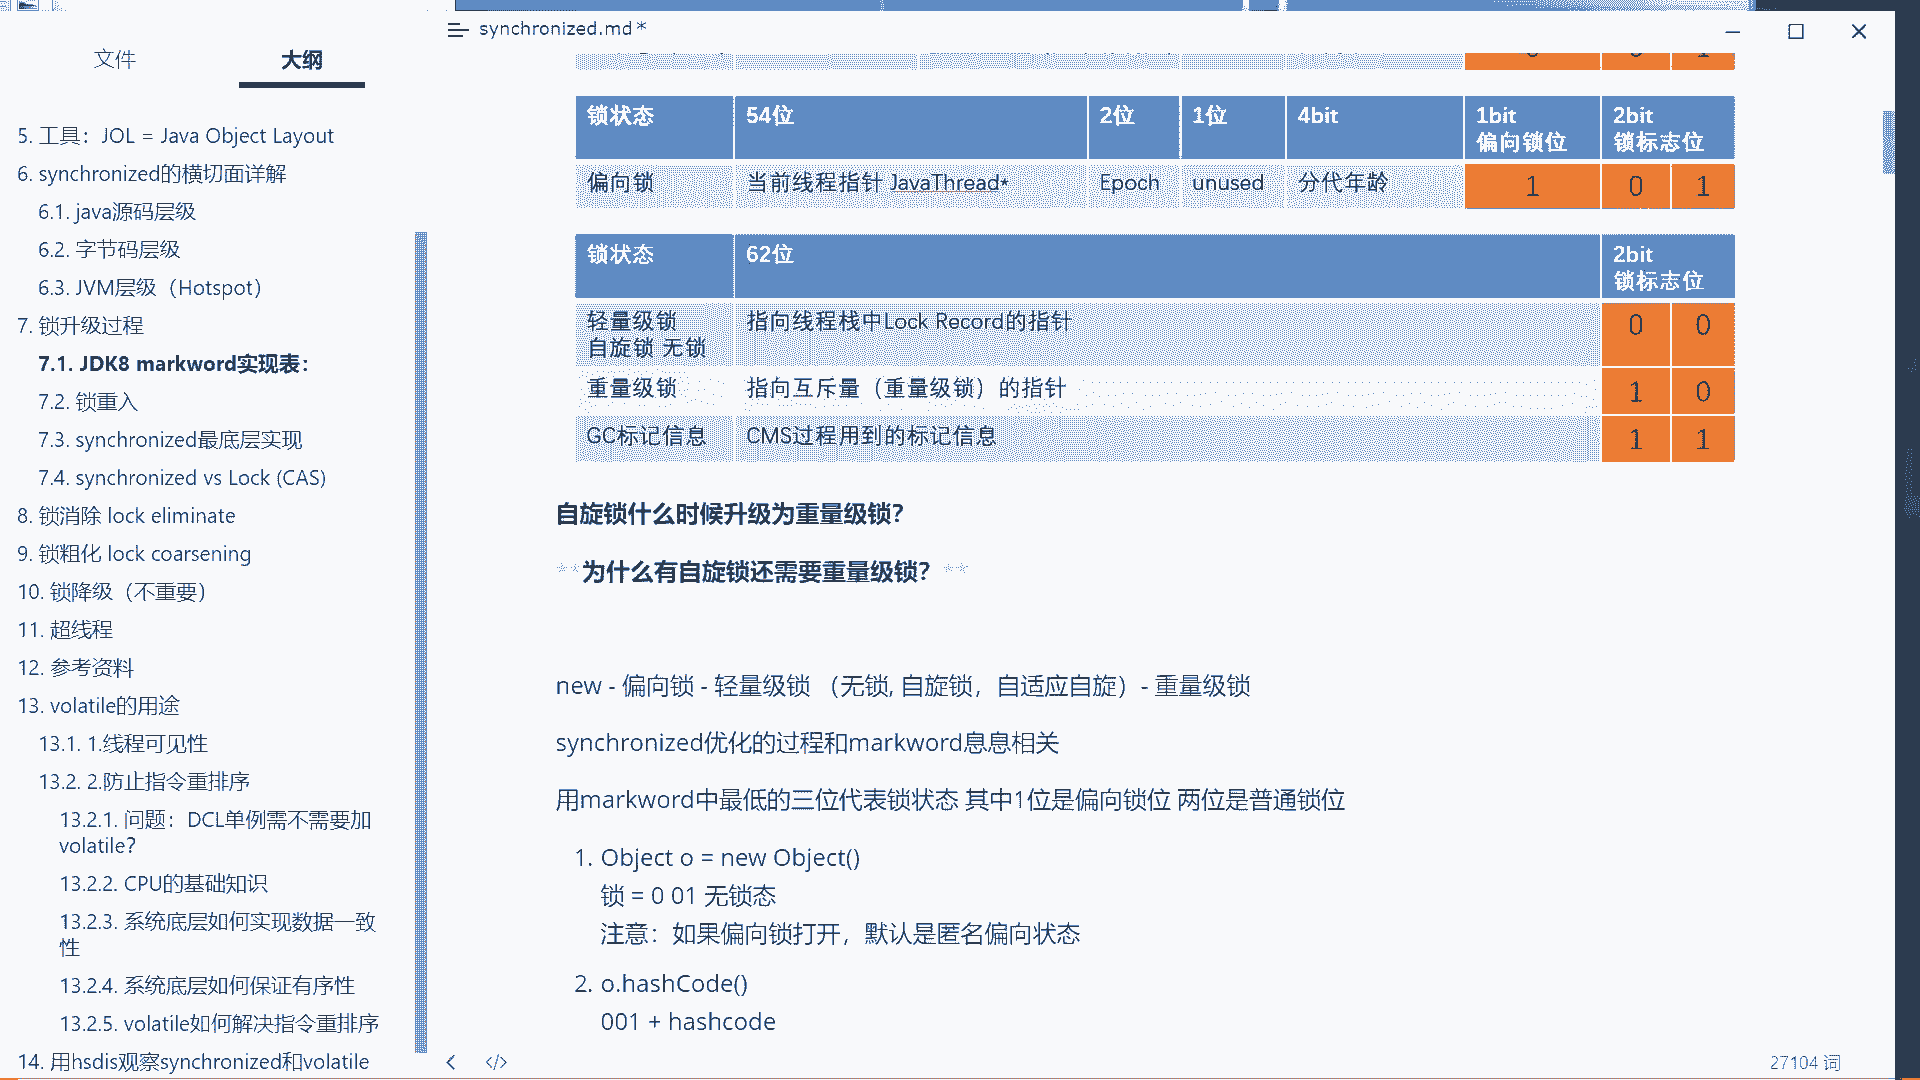 synchronized.md*
文件
大纲
5. 工具：JOL = Java Object Layout
6. synchronized的横切面详解
6.1. java源码层级
6.2. 字节码层级
6.3. JVM层级（Hotspot）
7. 锁升级过程
7.1. JDK8 markword实现表：
7.2. 锁重入
7.3. synchronized最底层实现
7.4. synchronized vs Lock (CAS)
8. 锁消除 lock eliminate
9. 锁粗化 lock coarsening
10. 锁降级（不重要）
11. 超线程
12. 参考资料
13. volatile的用途
13.1. 1.线程可见性
13.2. 2.防止指令重排序
13.2.1. 问题：DCL单例需不需要加
volatile？
13.2.2. CPU的基础知识
13.2.3. 系统底层如何实现数据一致
性
13.2.4. 系统底层如何保证有序性
13.2.5. volatile如何解决指令重排序
14. 用hsdis观察synchronized和volatile
锁状态 54位 2位 1位 4bit 1bit 2bit
偏向锁位 锁标志位
偏向锁 当前线程指针 JavaThread* Epoch unused 分代年龄 1 0 1
锁状态 62位 2bit
锁标志位
轻量级锁 指向线程栈中Lock Record的指针 0 0
自旋锁 无锁
重量级锁 指向互斥量（重量级锁）的指针 1 0
GC标记信息 CMS过程用到的标记信息 1 1
自旋锁什么时候升级为重量级锁？
**为什么有自旋锁还需要重量级锁？**
new - 偏向锁 - 轻量级锁 （无锁, 自旋锁，自适应自旋）- 重量级锁
synchronized优化的过程和markword息息相关
用markword中最低的三位代表锁状态 其中1位是偏向锁位 两位是普通锁位
1. Object o = new Object()
锁 = 0 01 无锁态
注意：如果偏向锁打开，默认是匿名偏向状态
2. o.hashCode()
001 + hashcode
</> 27104 词